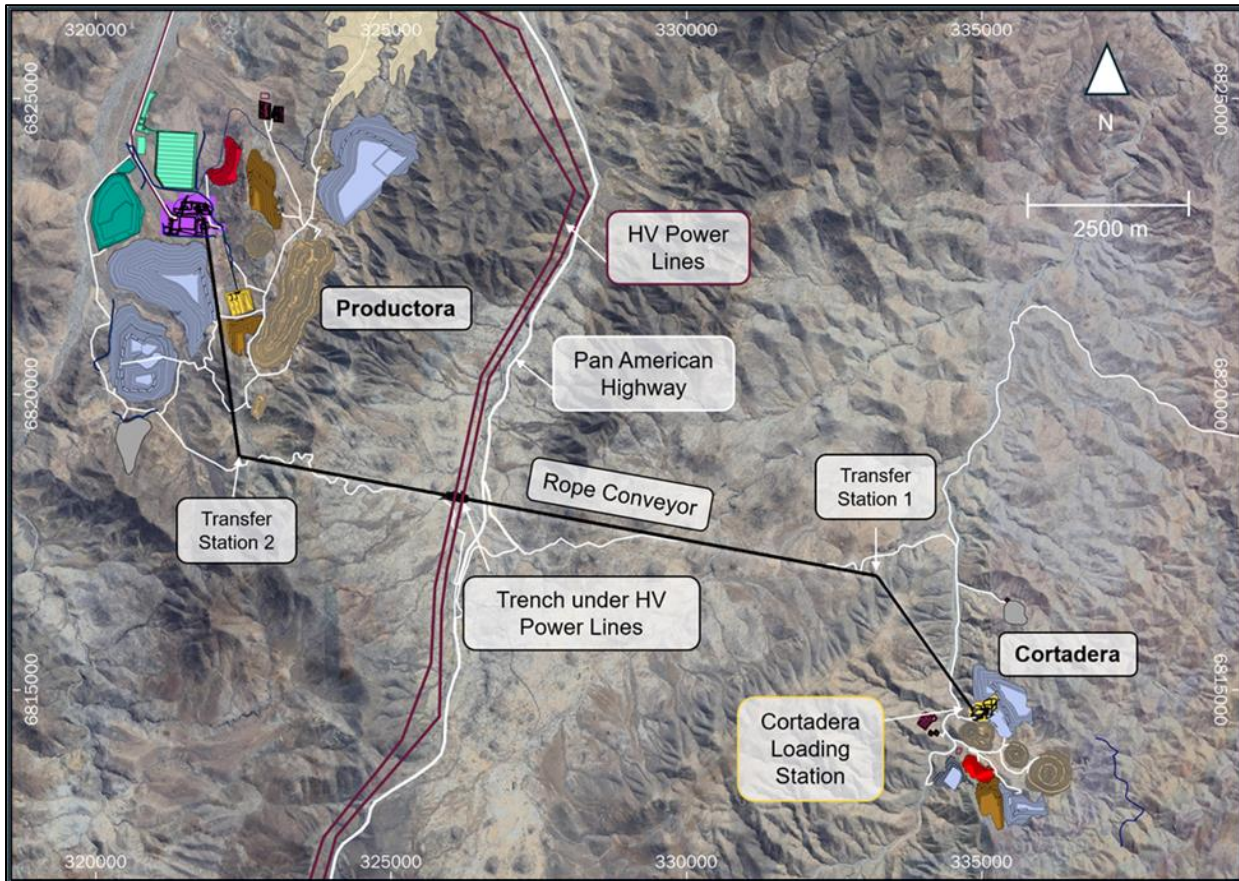 320000
325000
330000
335000
6825000
6825000
N
2500 m
HV Power
Lines
Productora
Pan American
Highway
6820000
6820000
Rope Conveyor
Transfer
Station 1
Transfer
Station 2
Trench under HV
Power Lines
Cortadera
6815000
6815000
Cortadera
Loading
Station
320000
325000
330000
335000